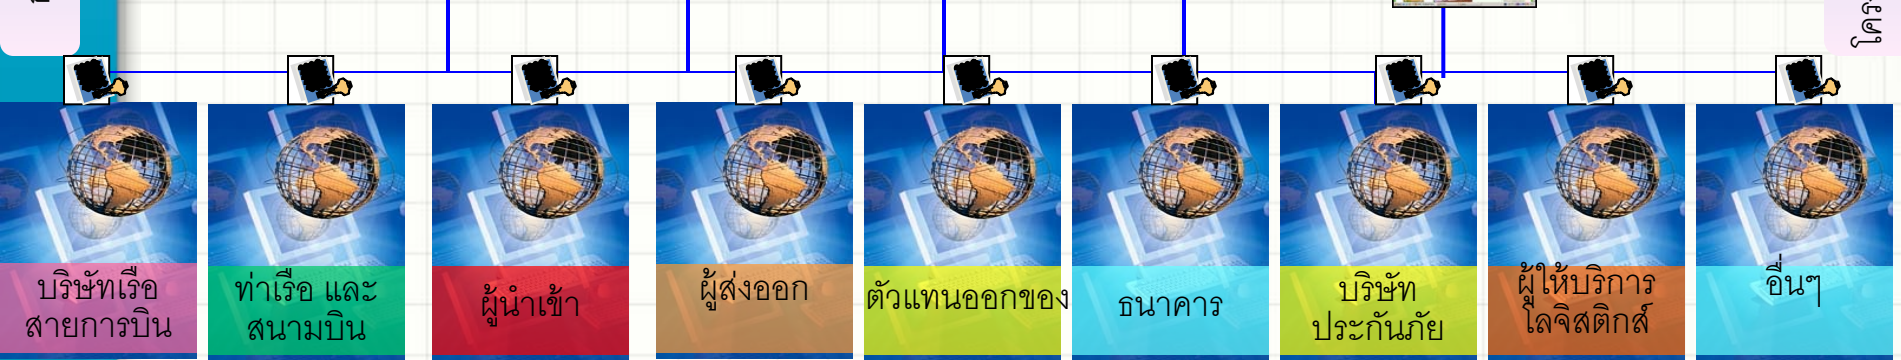 โคร
บริษัทเรือ
สายการบิน
ท่าเรือ และ
สนามบิน
ผู้นำเข้า
ผู้ส่งออก
ตัวแทนออกของ
ธนาคาร
บริษัท
ประกันภัย
ผู้ให้บริการ
โลจิสติกส์
อื่นๆ